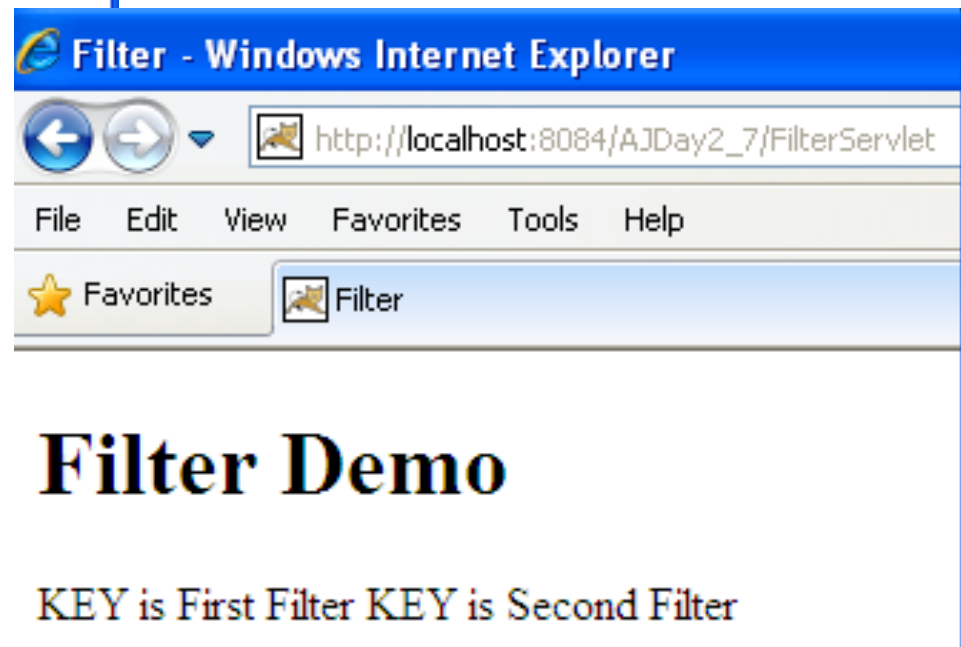 Filter - Windows Internet Explorer
http://localhost:8084/AJDay2_7/FilterServlet
File Edit View Favorites Tools Help
Favorites Filter
Filter Demo
KEY is First Filter KEY is Second Filter